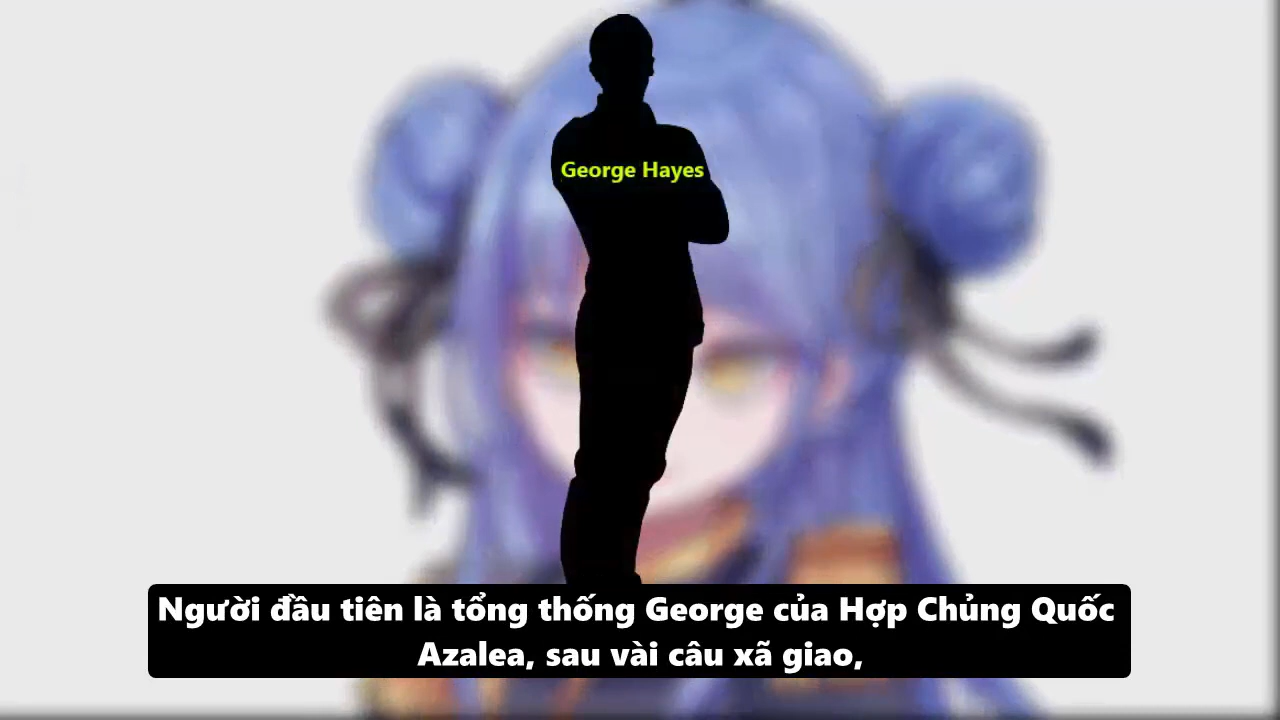 George Hayes
Người đầu tiên là tổng thống George của Hợp Chủng Quốc
Azalea, sau vài câu xã giao,